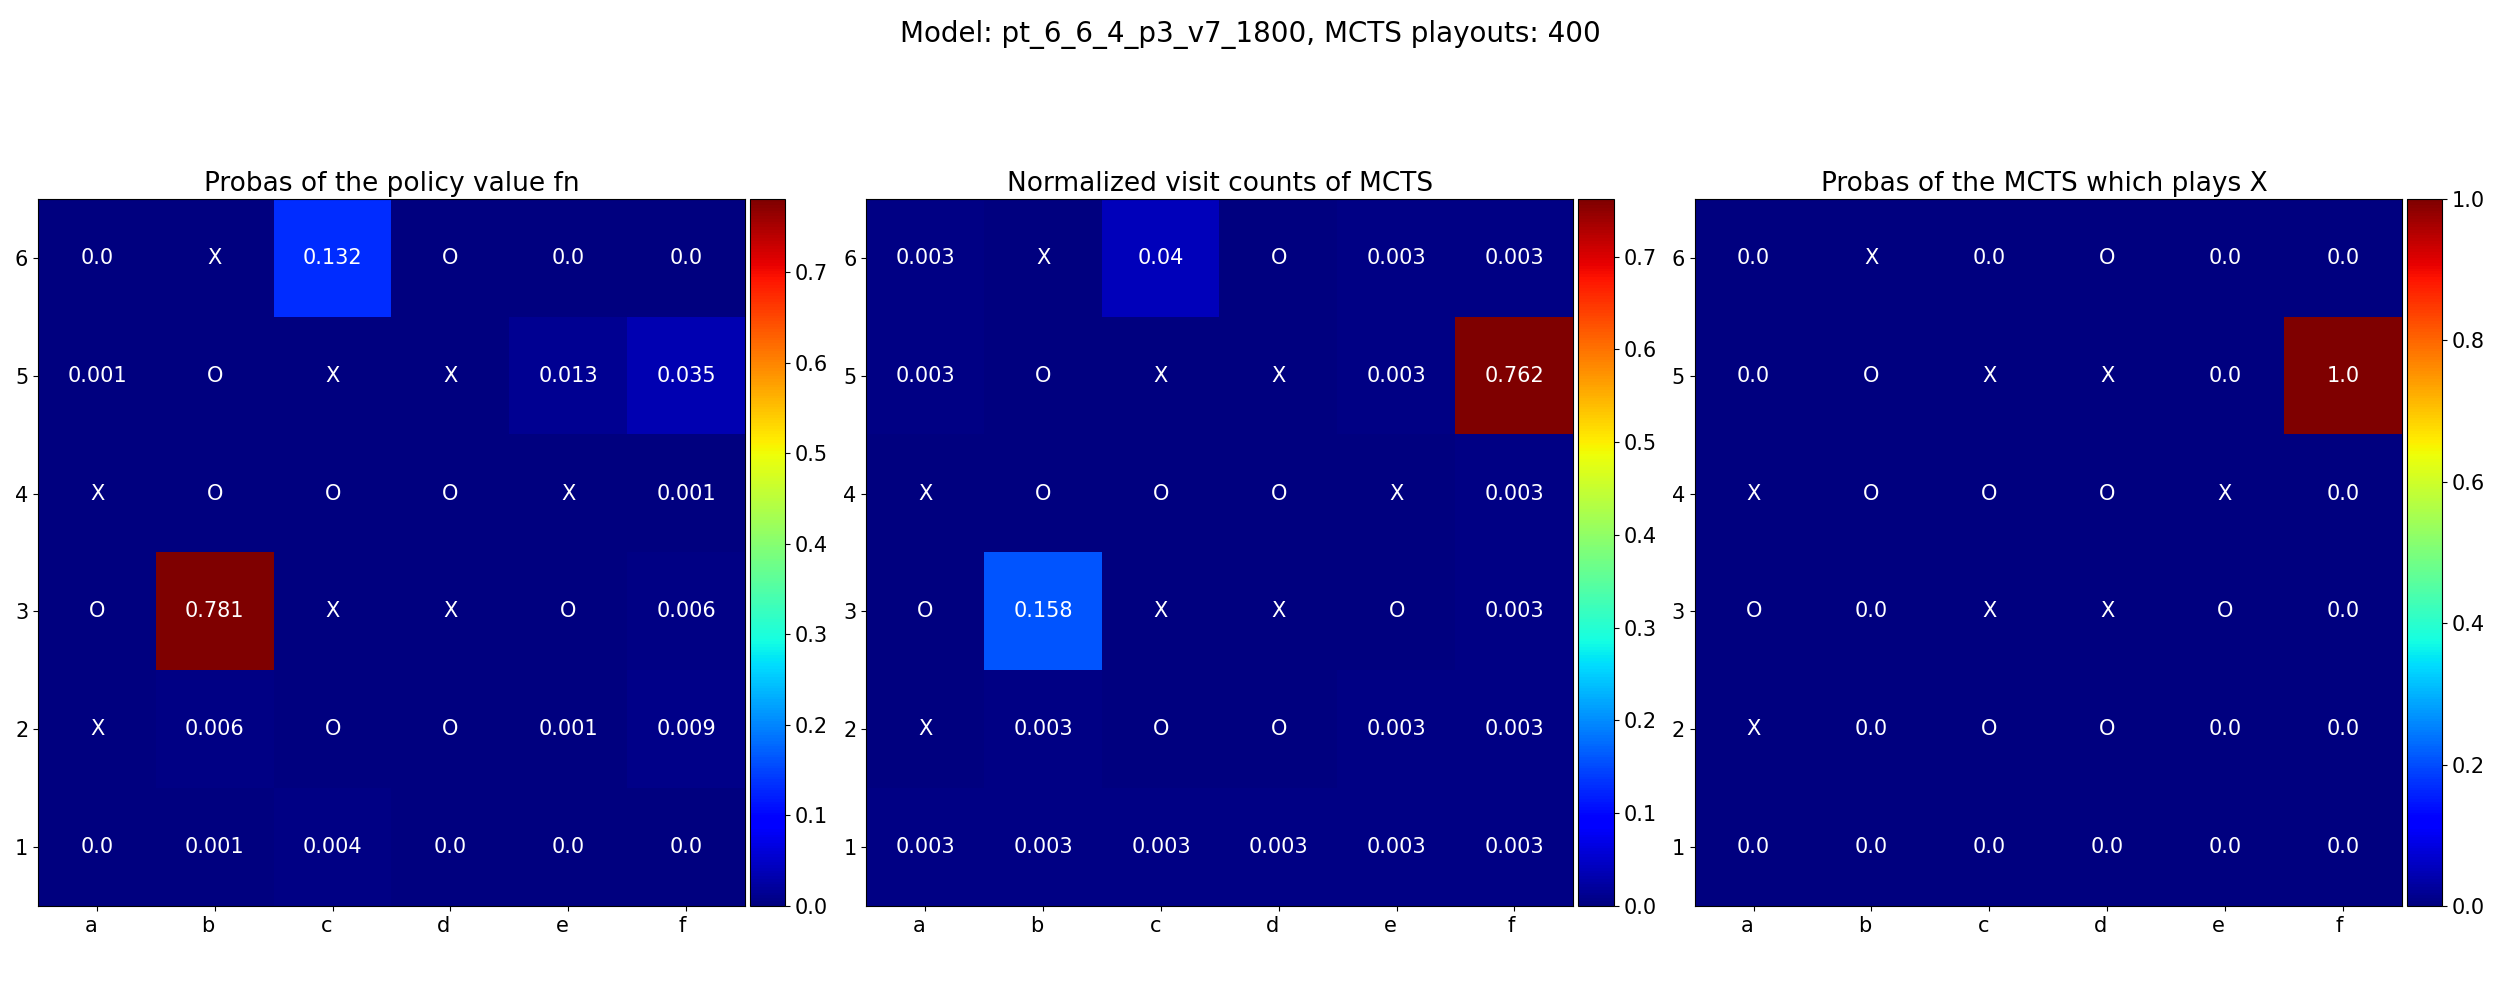 Model: pt_6_6_4_p3_v7_1800, MCTS playouts: 400
Probas of the policy value fn
6 0.0 X 0.132 O 0.0 0.0
5 0.001 O X X 0.013 0.035
4 X O O O X 0.001
3 O 0.781 X X O 0.006
2 X 0.006 O O 0.001 0.009
1 0.0 0.001 0.004 0.0 0.0 0.0
a b c d e f
0.7
0.6
0.5
0.4
0.3
0.2
0.1
0.0
Normalized visit counts of MCTS
6 0.003 X 0.04 O 0.003 0.003
5 0.003 O X X 0.003 0.762
4 X O O O X 0.003
3 O 0.158 X X O 0.003
2 X 0.003 O O 0.003 0.003
1 0.003 0.003 0.003 0.003 0.003 0.003
a b c d e f
0.7
0.6
0.5
0.4
0.3
0.2
0.1
0.0
Probas of the MCTS which plays X
6 0.0 X 0.0 O 0.0 0.0
5 0.0 O X X 0.0 1.0
4 X O O O X 0.0
3 O 0.0 X X O 0.0
2 X 0.0 O O 0.0 0.0
1 0.0 0.0 0.0 0.0 0.0 0.0
a b c d e f
1.0
0.8
0.6
0.4
0.2
0.0